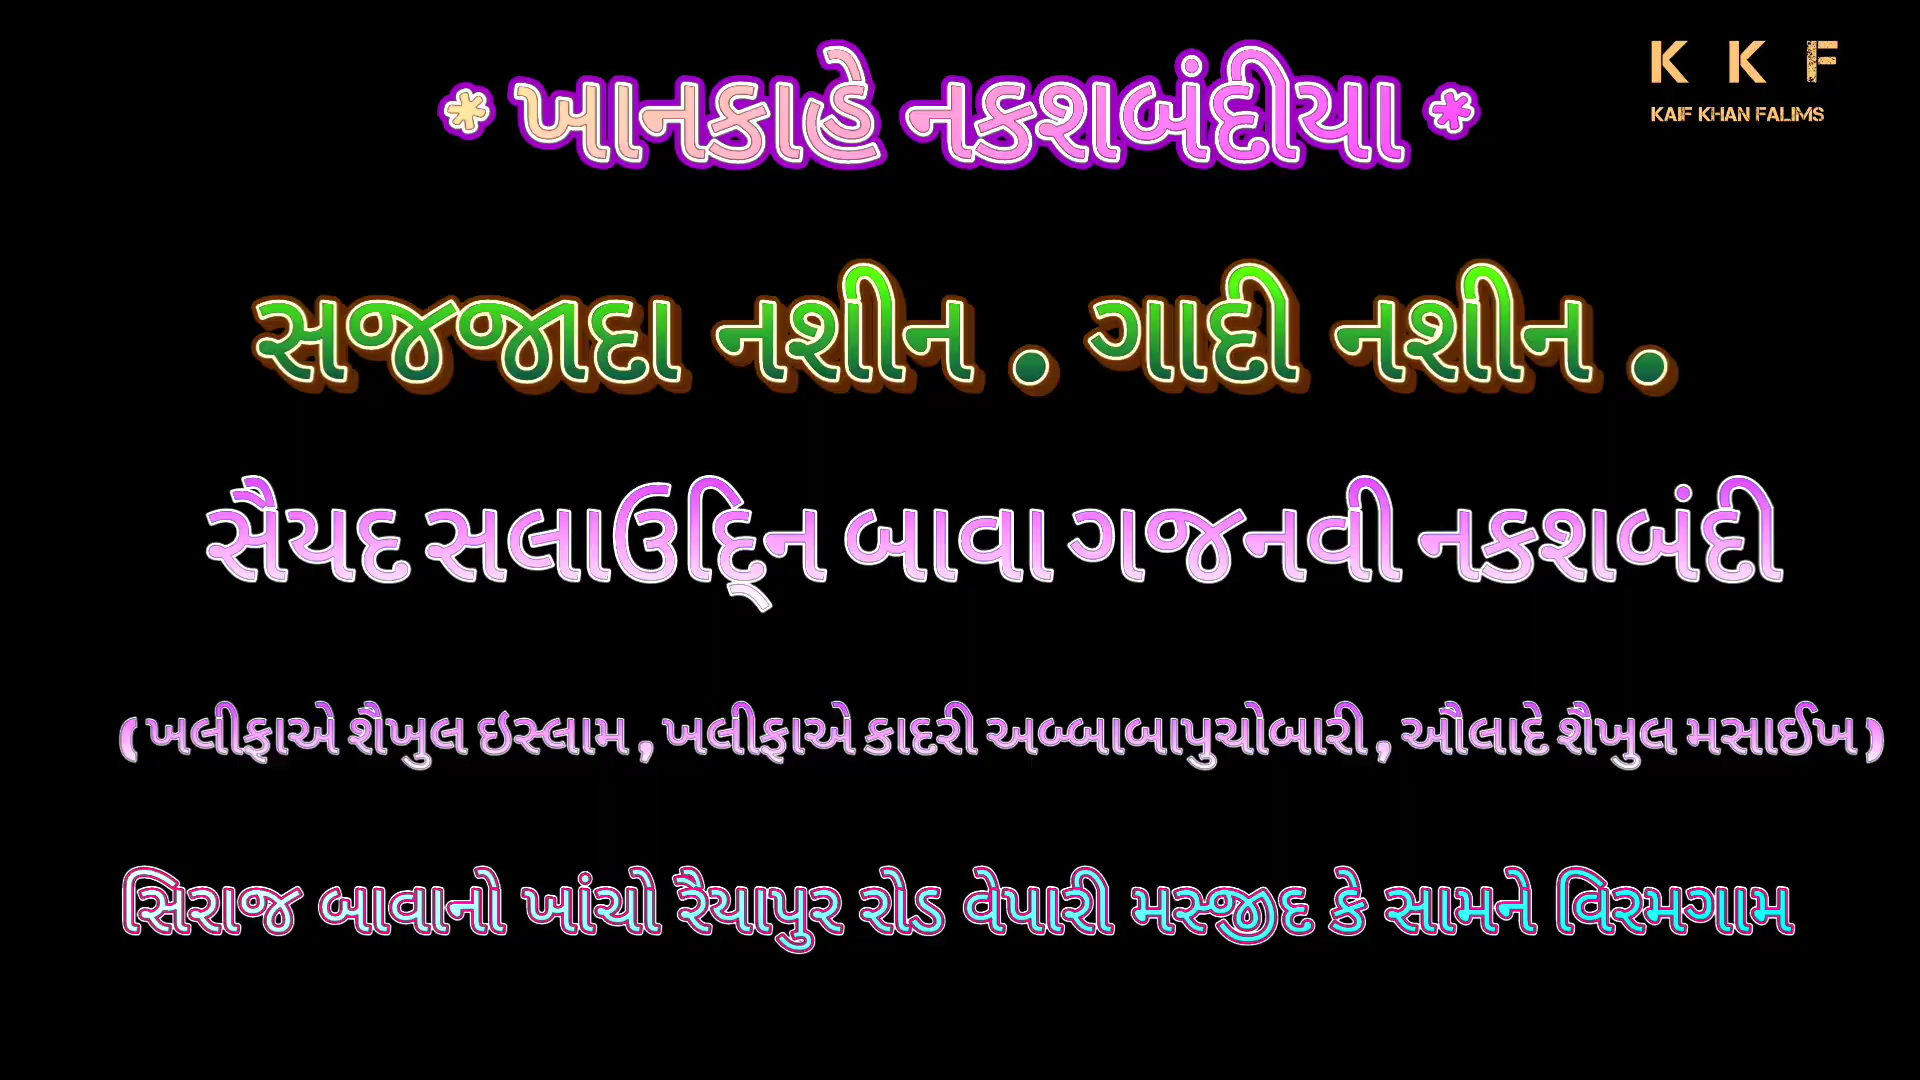 * ખાનકાહે નકશબંદીયા *
K K F
KAIF KHAN FALIMS
સજજાદા નશીન . ગાદી નશીન .
સૈયદ સલાઉદ્દિન બાવા ગજનવી નકશબંદી
( ખલીફાએ શૈખુલ ઇસ્લામ , ખલીફાએ કાદરી અબ્બાબાપુચોબારી , ઔલાદે શૈખુલ મસાઈખ )
સિરાજ બાવાનો ખાંચો રૈયાપુર રોડ વેપારી મસ્જીદ કે સામને વિરમગામ